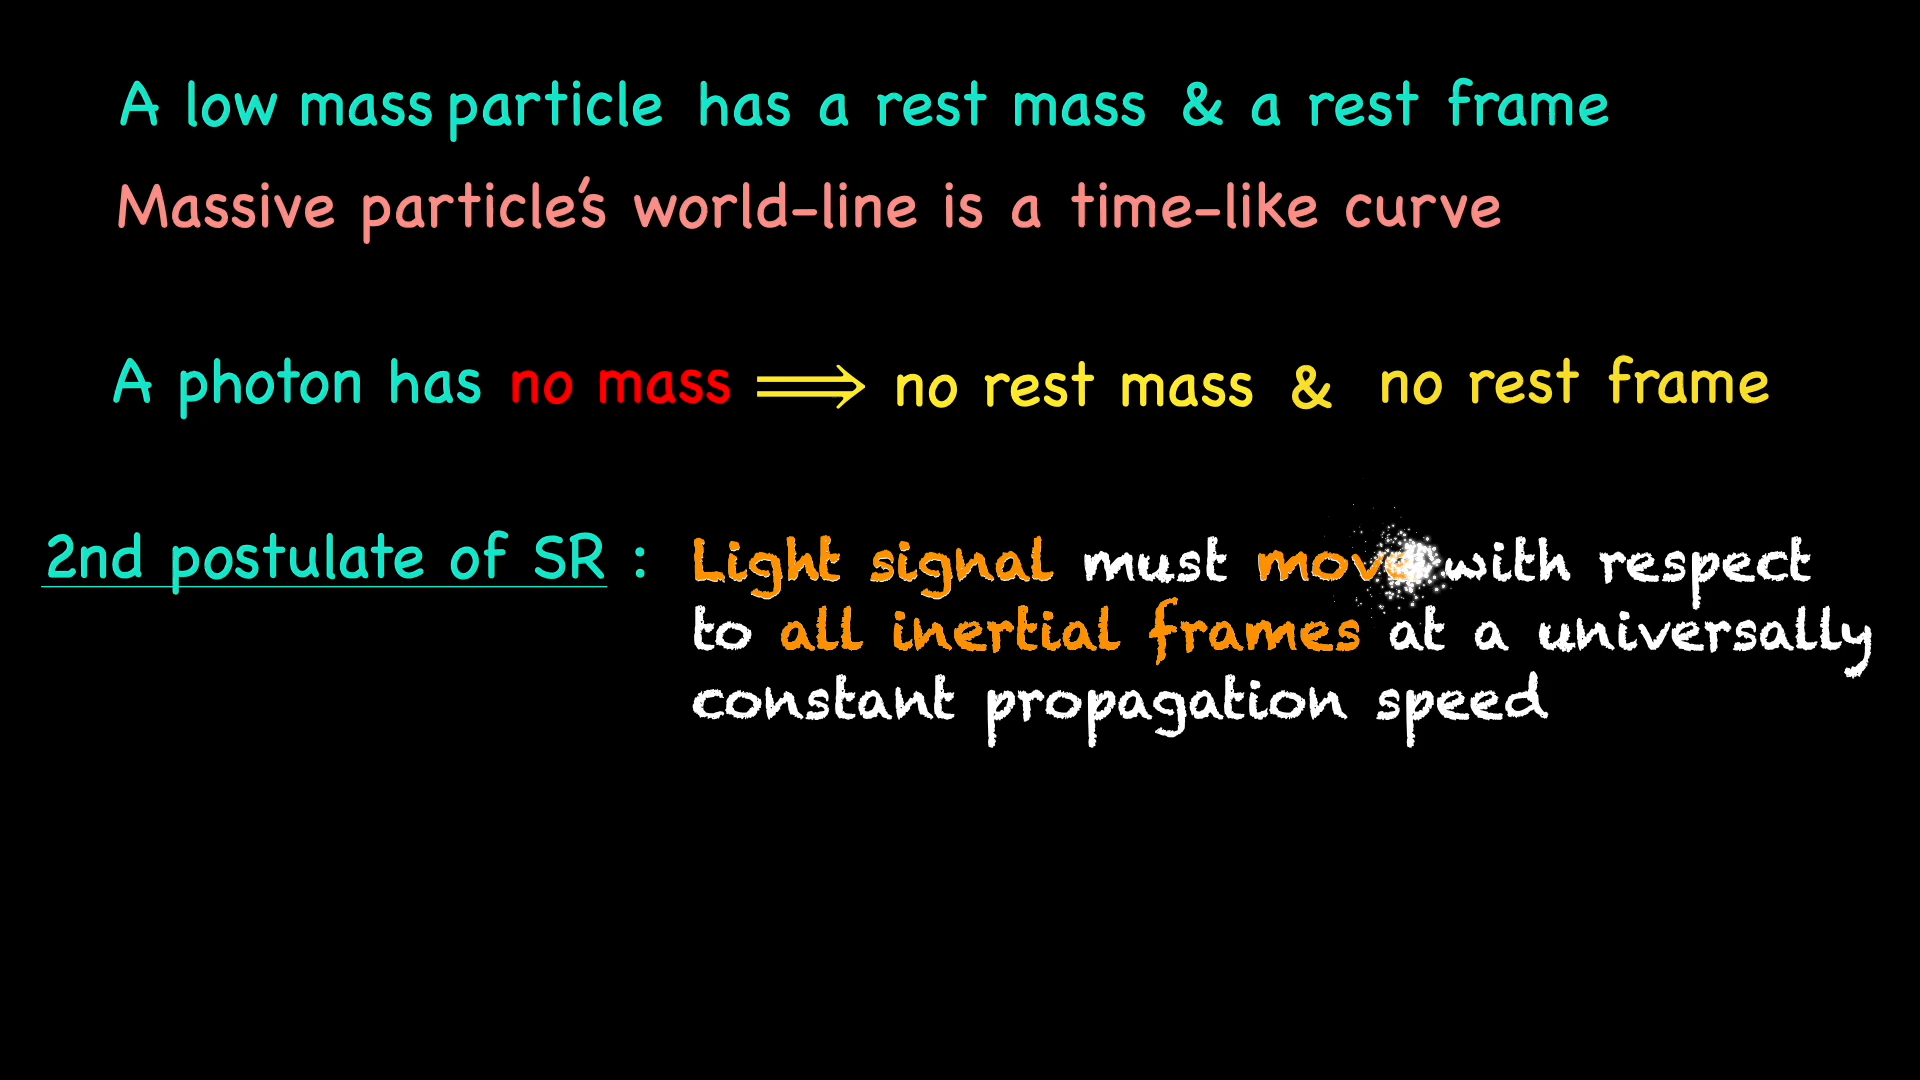 A low mass particle has a rest mass & a rest frame
Massive particle's world-line is a time-like curve
A photon has no mass ⟹ no rest mass & no rest frame
2nd postulate of SR : Light signal must move with respect
to all inertial frames at a universally
constant propagation speed